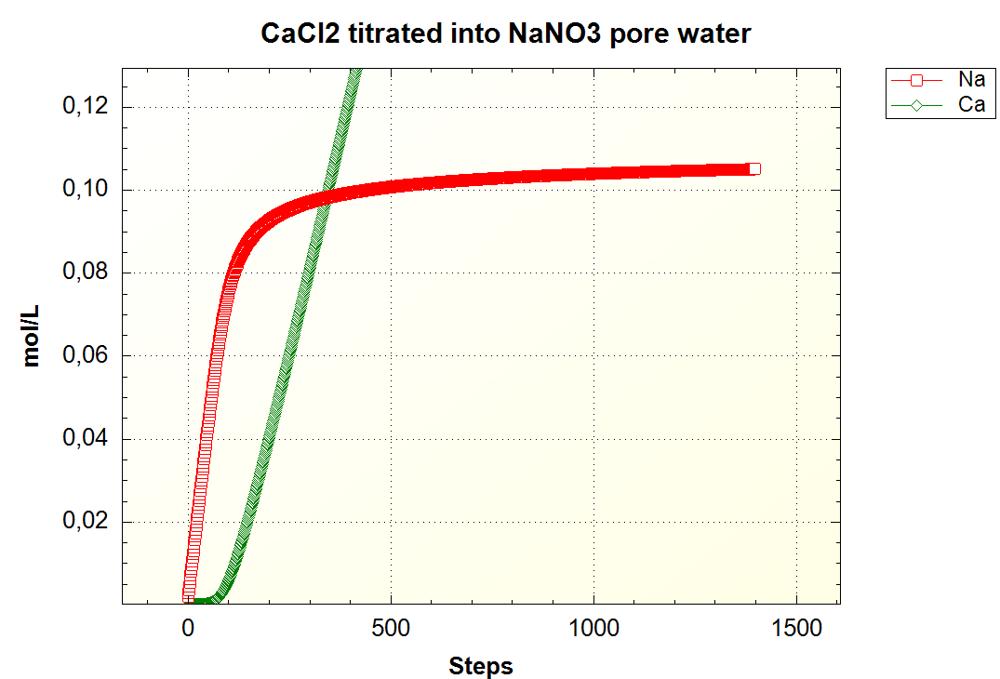 CaCl2 titrated into NaNO3 pore water
Na
Ca
0,12
0,10
0,08
0,06
0,04
0,02
mol/L
0
500
1000
1500
Steps